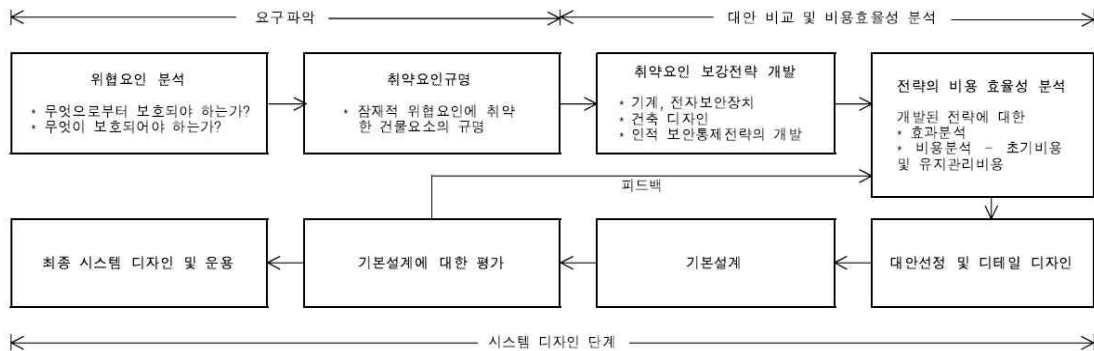 요구파악
대안 비교 및 비용효율성 분석
위협요인 분석
* 무엇으로부터 보호되야 하는가?
* 무엇이 보호되어야 하는가?
취약요인규명
* 잠재적 위협요인에 취약
한 건물요소의 규명
취약요인 보강전략 개발
* 기계, 전자보안장치
* 건축 디자인
* 인적 보안통제전략의 개발
전략의 비용 효율성 분석
개발된 전략에 대한
* 효과분석
* 비용분석 - 초기비용
및 유지관리비용
피드백
최종 시스템 디자인 및 운용
기본설계에 대한 평가
기본설계
대안선정 및 디테일 디자인
시스템 디자인 단계